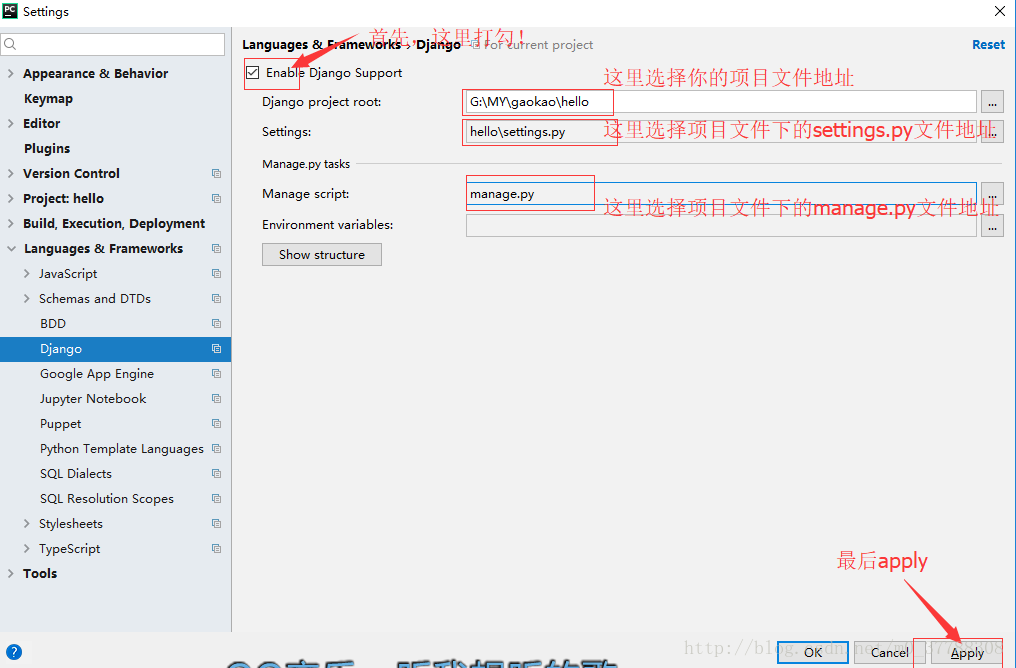 Settings
Appearance & Behavior
Keymap
Editor
Plugins
Version Control
Project: hello
Build, Execution, Deployment
Languages & Frameworks
JavaScript
Schemas and DTDs
BDD
Django
Google App Engine
Jupyter Notebook
Puppet
Python Template Languages
SQL Dialects
SQL Resolution Scopes
Stylesheets
TypeScript
Tools
首先，这里打勾！
Languages & Frameworks › Django For current project
Reset
Enable Django Support
这里选择你的项目文件地址
Django project root: G:\MY\gaokao\hello ...
Settings: hello\settings.py ...
这里选择项目文件下的settings.py文件地址
Manage.py tasks
Manage script: manage.py ...
这里选择项目文件下的manage.py文件地址
Environment variables: ...
Show structure
最后apply
? OK Cancel Apply